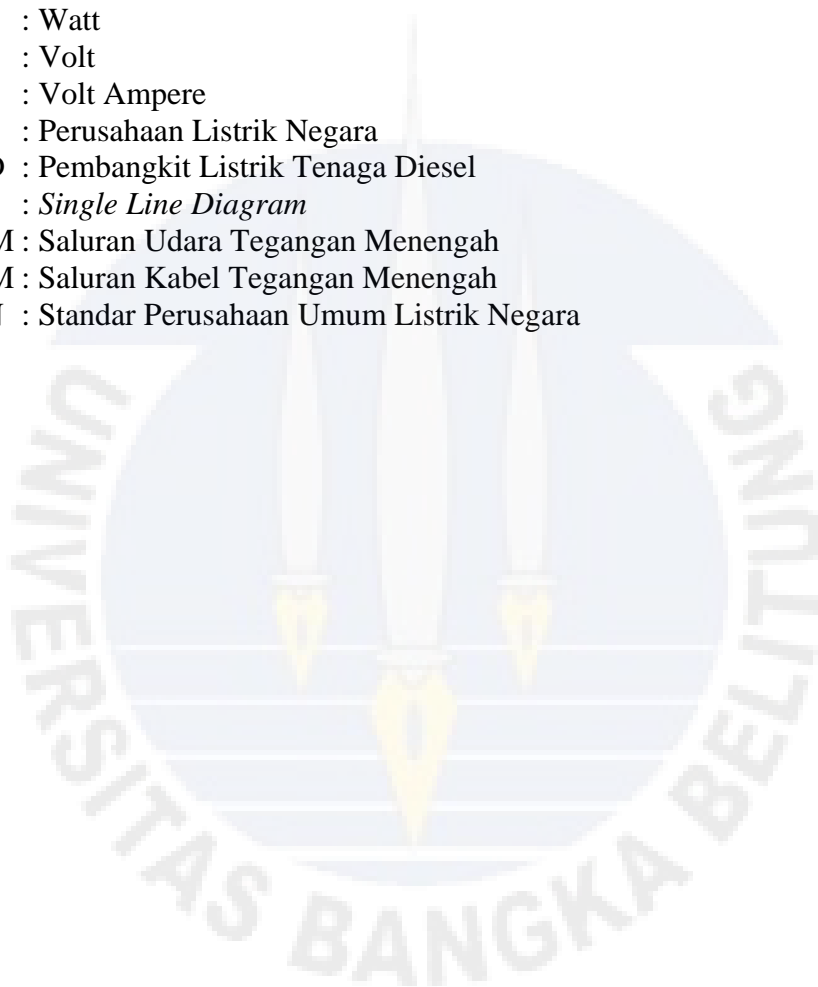 : Watt
: Volt
: Volt Ampere
: Perusahaan Listrik Negara
: Pembangkit Listrik Tenaga Diesel
: Single Line Diagram
M : Saluran Udara Tegangan Menengah
M : Saluran Kabel Tegangan Menengah
: Standar Perusahaan Umum Listrik Negara
UNIVERSITAS BANGKA BELITUNG